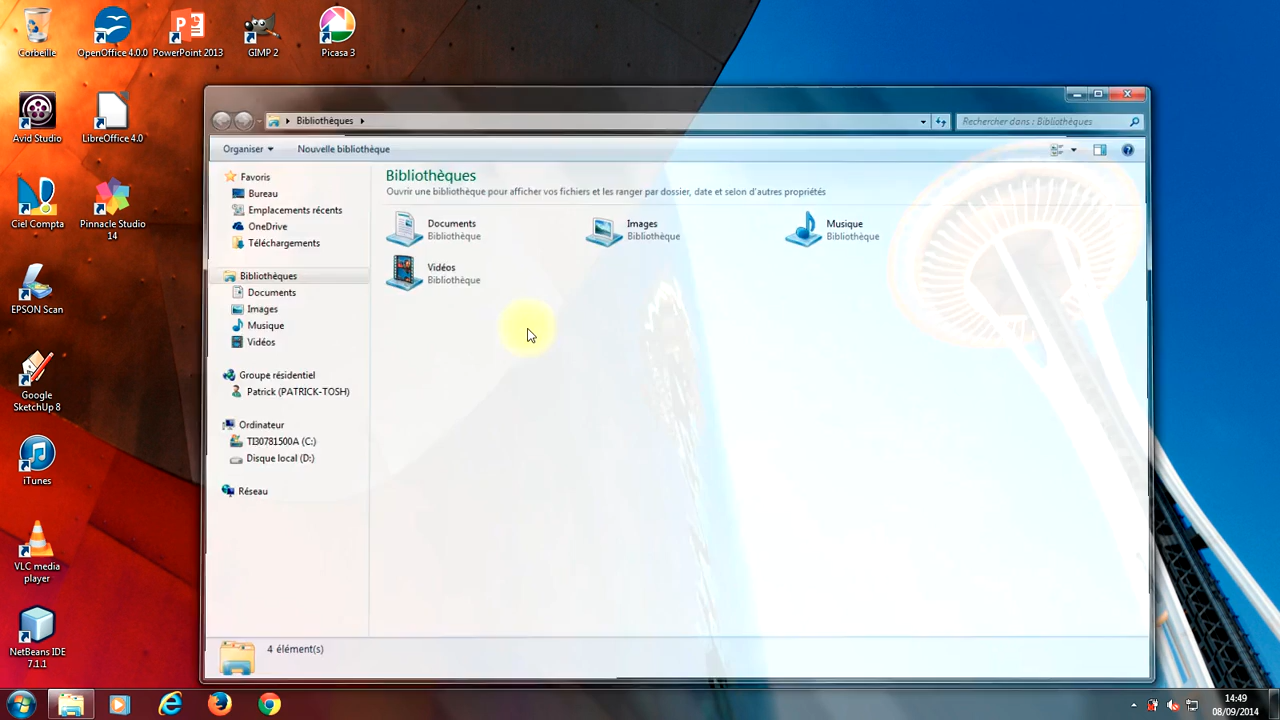 Corbeille
OpenOffice 4.0.0
PowerPoint 2013
GIMP 2
Picasa 3
Avid Studio
LibreOffice 4.0
Ciel Compta
Pinnacle Studio
14
EPSON Scan
Google
SketchUp 8
iTunes
VLC media
player
NetBeans IDE
7.1.1
Bibliothèques
Rechercher dans : Bibliothèques
Organiser
Nouvelle bibliothèque
Favoris
Bureau
Emplacements récents
OneDrive
Téléchargements
Bibliothèques
Documents
Images
Musique
Vidéos
Groupe résidentiel
Patrick (PATRICK-TOSH)
Ordinateur
TI30781500A (C:)
Disque local (D:)
Réseau
Bibliothèques
Ouvrir une bibliothèque pour afficher vos fichiers et les ranger par dossier, date et selon d'autres propriétés
Documents
Bibliothèque
Images
Bibliothèque
Musique
Bibliothèque
Vidéos
Bibliothèque
4 élément(s)
14:49
08/09/2014